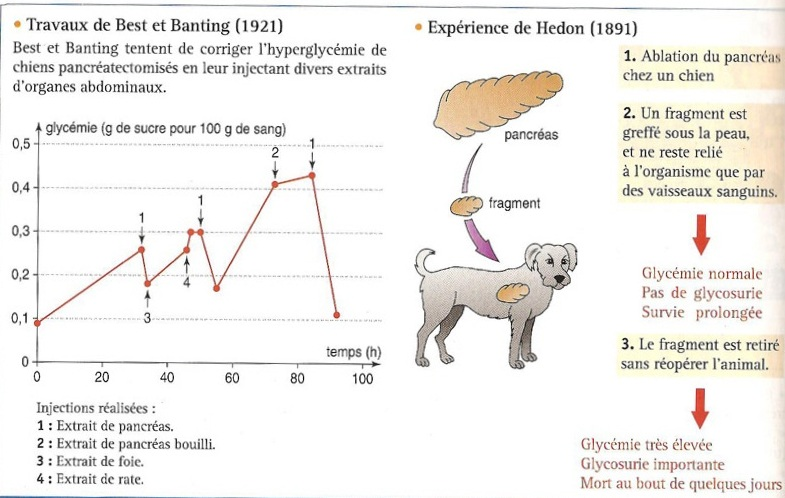 • Travaux de Best et Banting (1921)
Best et Banting tentent de corriger l'hyperglycémie de
chiens pancréatectomisés en leur injectant divers extraits
d'organes abdominaux.
glycémie (g de sucre pour 100 g de sang)
0,5
0,4
0,3
0,2
0,1
0
0
20
40
60
80
100
temps (h)
1
3
4
1
2
1
Injections réalisées :
1 : Extrait de pancréas.
2 : Extrait de pancréas bouilli.
3 : Extrait de foie.
4 : Extrait de rate.
• Expérience de Hedon (1891)
pancréas
fragment
1. Ablation du pancréas
chez un chien
2. Un fragment est
greffé sous la peau,
et ne reste relié
à l'organisme que par
des vaisseaux sanguins.
Glycémie normale
Pas de glycosurie
Survie prolongée
3. Le fragment est retiré
sans réopérer l'animal.
Glycémie très élevée
Glycosurie importante
Mort au bout de quelques jours